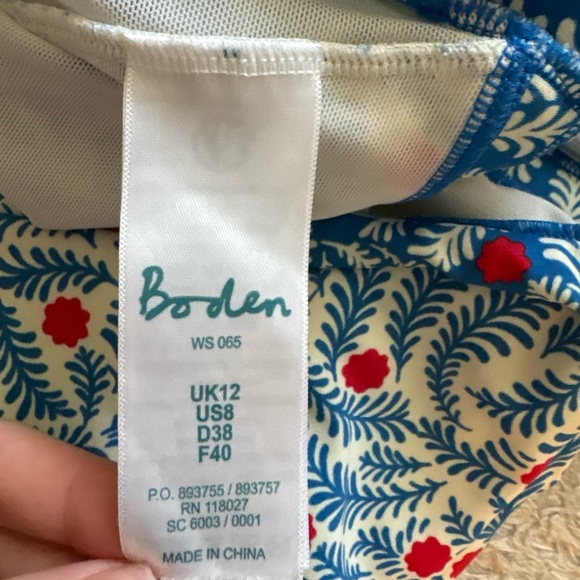 Boden
WS 065
UK12
US8
D38
F40
P.O. 893755 / 893757
RN 118027
SC 6003 / 0001
MADE IN CHINA